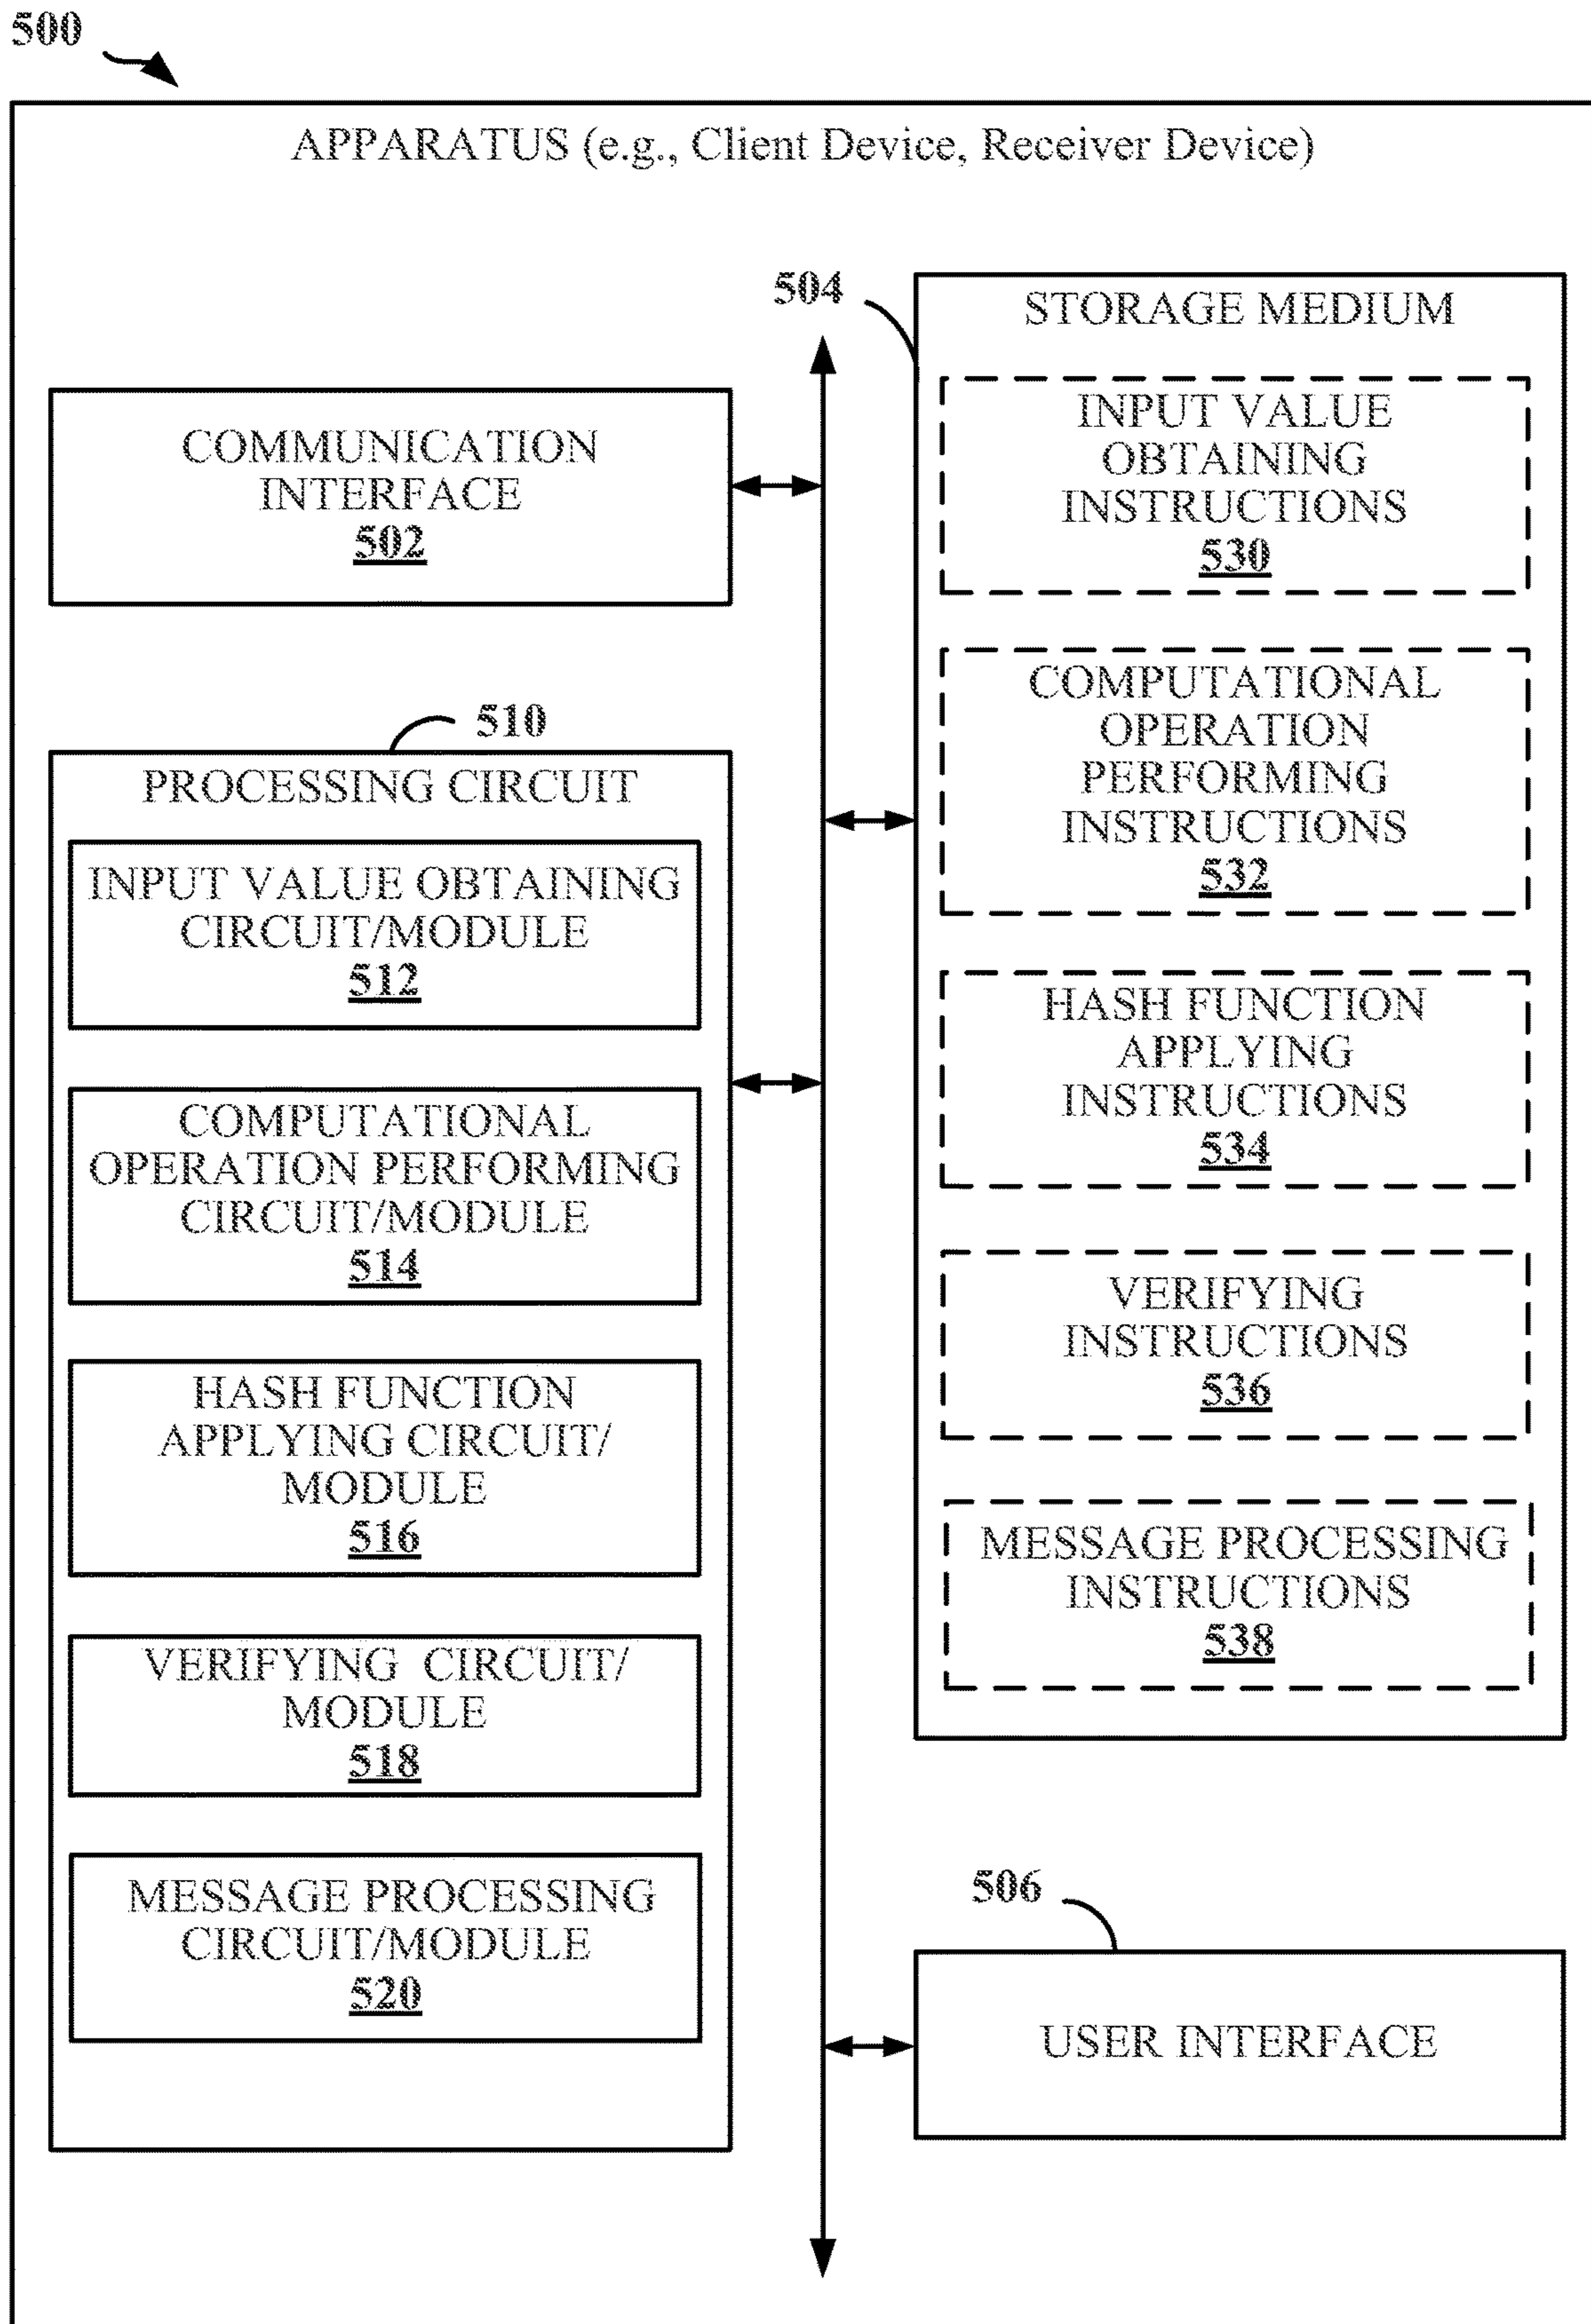 500
APPARATUS (e.g., Client Device, Receiver Device)
COMMUNICATION
INTERFACE
502
510
PROCESSING CIRCUIT
INPUT VALUE OBTAINING
CIRCUIT/MODULE
512
COMPUTATIONAL
OPERATION PERFORMING
CIRCUIT/MODULE
514
HASH FUNCTION
APPLYING CIRCUIT/
MODULE
516
VERIFYING CIRCUIT/
MODULE
518
MESSAGE PROCESSING
CIRCUIT/MODULE
520
504
STORAGE MEDIUM
INPUT VALUE
OBTAINING
INSTRUCTIONS
530
COMPUTATIONAL
OPERATION
PERFORMING
INSTRUCTIONS
532
HASH FUNCTION
APPLYING
INSTRUCTIONS
534
VERIFYING
INSTRUCTIONS
536
MESSAGE PROCESSING
INSTRUCTIONS
538
506
USER INTERFACE